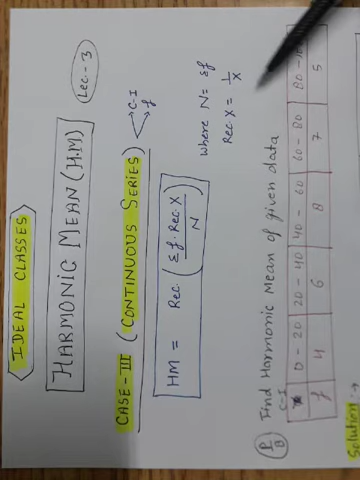 IDEAL CLASSES
Lec-3
HARMONIC MEAN (H.M)
CASE-III (CONTINUOUS SERIES) → C-I
→ f
HM = Rec. (Σf. Rec. X / N)
where N = Σf
Rec X = 1/X
P/B Find Harmonic Mean of given data
C-I
X 0-20 20-40 40-60 60-80 80-
f 4 6 8 7 5
Solution:→